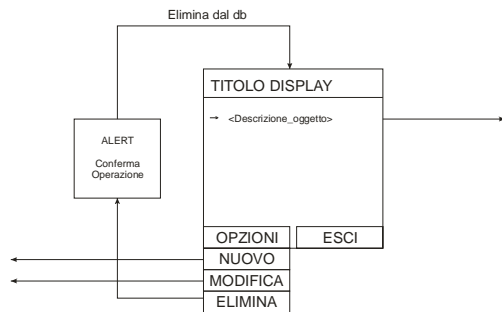 Elimina dal db
TITOLO DISPLAY
<Descrizione_oggetto>
ALERT
Conferma
Operazione
OPZIONI
ESCI
NUOVO
MODIFICA
ELIMINA